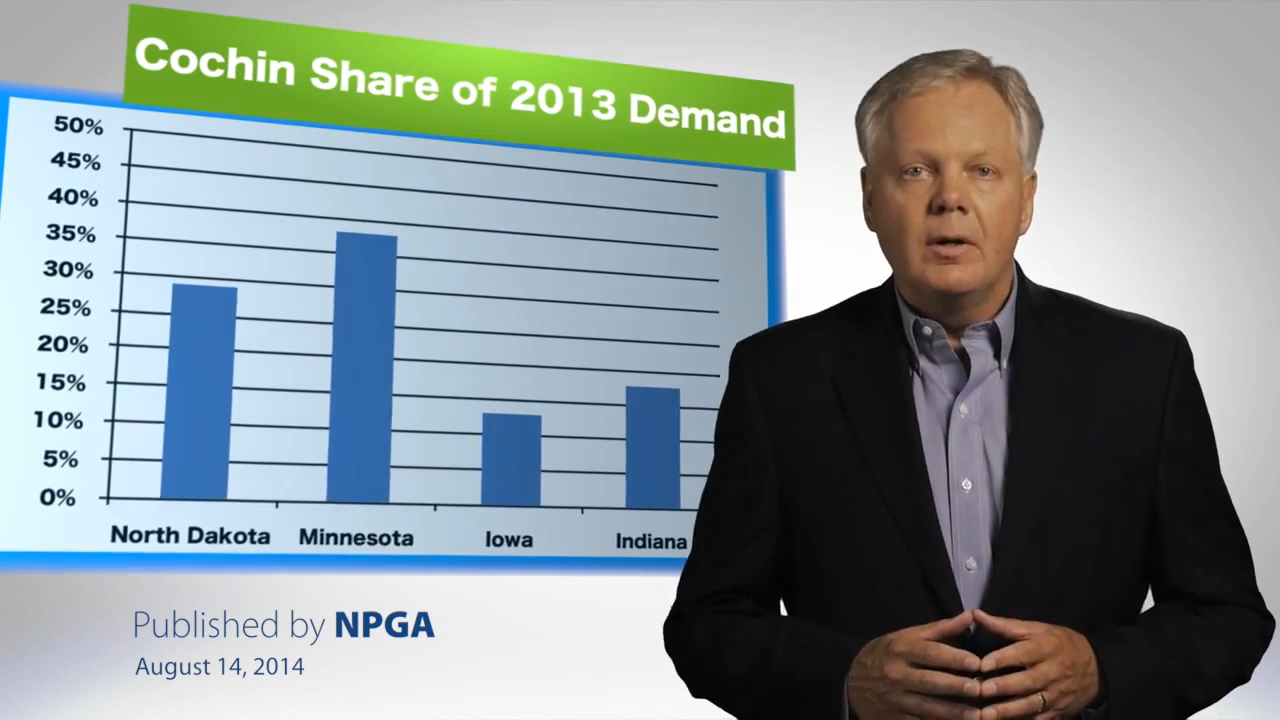 Cochin Share of 2013 Demand
50%
45%
40%
35%
30%
25%
20%
15%
10%
5%
0%
North Dakota Minnesota Iowa Indiana
Published by NPGA
August 14, 2014